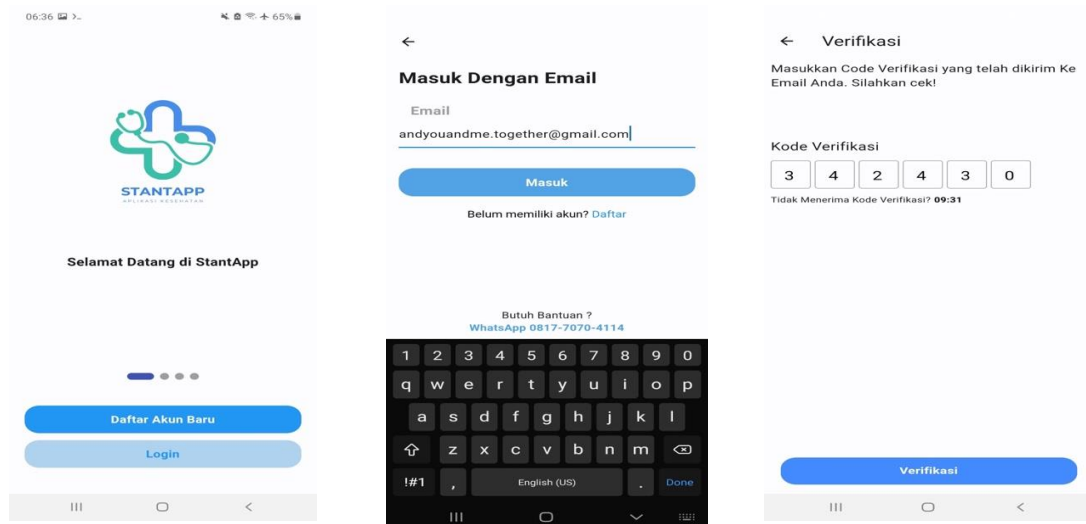 06:36 65%
STANTAPP
APLIKASI KESEHATAN
Selamat Datang di StantApp
Daftar Akun Baru
Login
Masuk Dengan Email
Email
andyouandme.together@gmail.com
Masuk
Belum memiliki akun? Daftar
Butuh Bantuan ?
WhatsApp 0817-7070-4114
1 2 3 4 5 6 7 8 9 0
q w e r t y u i o p
a s d f g h j k l
z x c v b n m
!#1 , English (US) . Done
Verifikasi
Masukkan Code Verifikasi yang telah dikirim Ke
Email Anda. Silahkan cek!
Kode Verifikasi
3 4 2 4 3 0
Tidak Menerima Kode Verifikasi? 09:31
Verifikasi